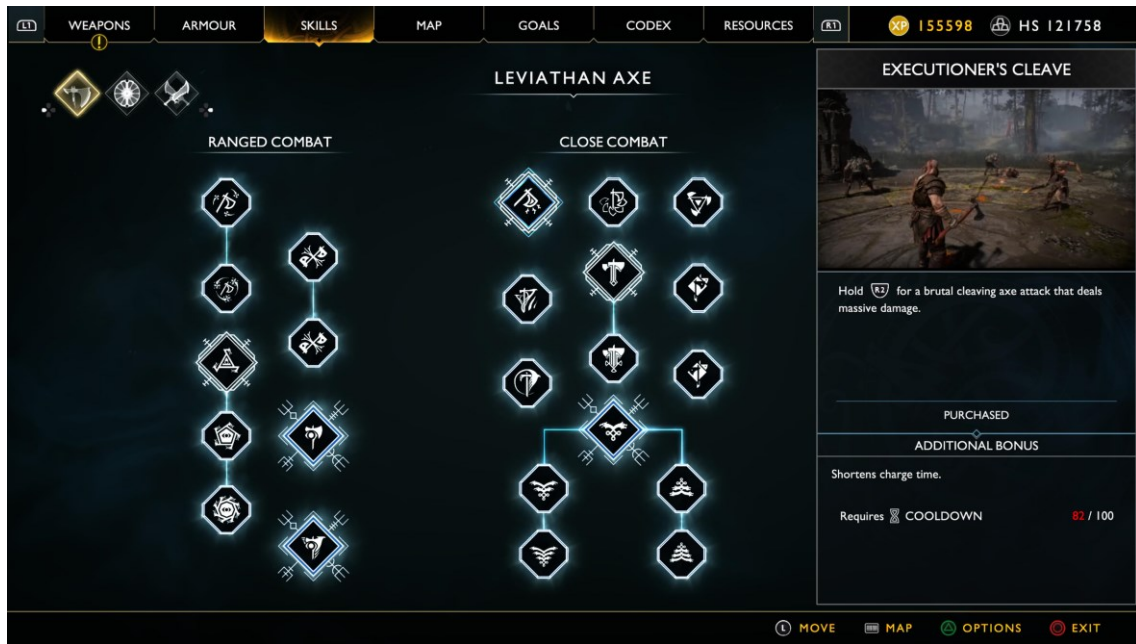 L1 WEAPONS ARMOUR SKILLS MAP GOALS CODEX RESOURCES R1 XP 155598 HS 121758
LEVIATHAN AXE
RANGED COMBAT
CLOSE COMBAT
EXECUTIONER'S CLEAVE
Hold R2 for a brutal cleaving axe attack that deals
massive damage.
PURCHASED
ADDITIONAL BONUS
Shortens charge time.
Requires COOLDOWN 82 / 100
L MOVE MAP OPTIONS EXIT